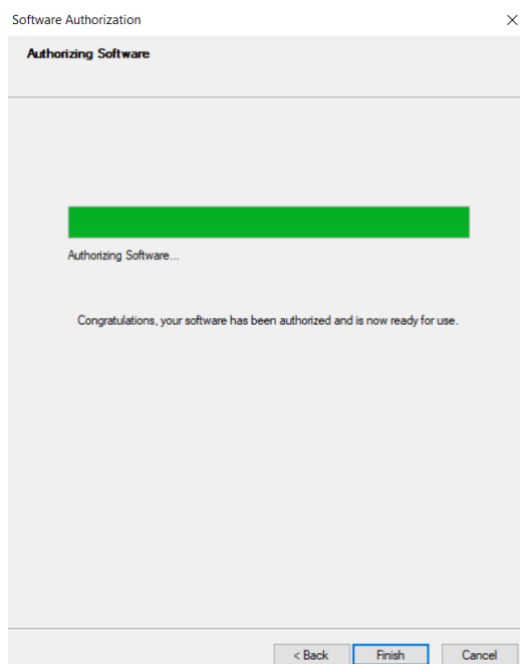 Software Authorization
Authorizing Software
Authorizing Software...
Congratulations, your software has been authorized and is now ready for use.
< Back
Finish
Cancel